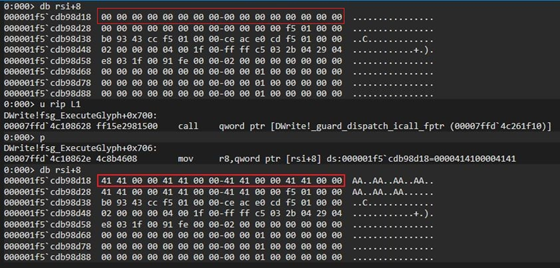 0:000> db rsi+8
000001f5`cdb98d18 00 00 00 00 00 00 00 00-00 00 00 00 00 00 00 00 ................
000001f5`cdb98d28 00 00 00 00 00 00 00 00-00 00 00 00 f5 01 00 00 ................
000001f5`cdb98d38 b0 93 43 cc f5 01 00 00-ce ac e0 cd f5 01 00 00 ..C.............
000001f5`cdb98d48 02 00 00 00 04 00 1f 00-ff ff c5 03 02 04 29 04 ..............).
000001f5`cdb98d58 e8 03 1f 00 91 fe 00 00-02 00 00 00 00 00 00 00 ................
000001f5`cdb98d68 00 00 00 00 00 00 00 00-00 00 01 00 00 00 00 00 ................
000001f5`cdb98d78 00 00 00 00 00 00 00 00-00 00 01 00 00 00 00 00 ................
000001f5`cdb98d88 00 00 00 00 00 00 00 00-00 00 01 00 00 00 00 00 ................
0:000> u rip L1
DWrite!fsg_ExecuteGlyph+0x700:
00007ffd`4c108628 ff15e2981500 call qword ptr [DWrite!_guard_dispatch_icall_fptr (00007ffd`4c261f10)]
0:000> p
DWrite!fsg_ExecuteGlyph+0x706:
00007ffd`4c10862e 4c8b4608 mov r8,qword ptr [rsi+8] ds:000001f5`cdb98d18=0000414100004141
0:000> db rsi+8
000001f5`cdb98d18 41 41 00 00 41 41 00 00-41 41 00 00 41 41 00 00 AA..AA..AA..AA..
000001f5`cdb98d28 41 41 00 00 41 41 00 00-41 41 00 00 f5 01 00 00 AA..AA..AA......
000001f5`cdb98d38 b0 93 43 cc f5 01 00 00-ce ac e0 cd f5 01 00 00 ..C.............
000001f5`cdb98d48 02 00 00 00 04 00 1f 00-ff ff c5 03 02 04 29 04 ..............).
000001f5`cdb98d58 e8 03 1f 00 91 fe 00 00-02 00 00 00 00 00 00 00 ................
000001f5`cdb98d68 00 00 00 00 00 00 00 00-00 00 01 00 00 00 00 00 ................
000001f5`cdb98d78 00 00 00 00 00 00 00 00-00 00 01 00 00 00 00 00 ................
000001f5`cdb98d88 00 00 00 00 00 00 00 00-00 00 01 00 00 00 00 00 ................